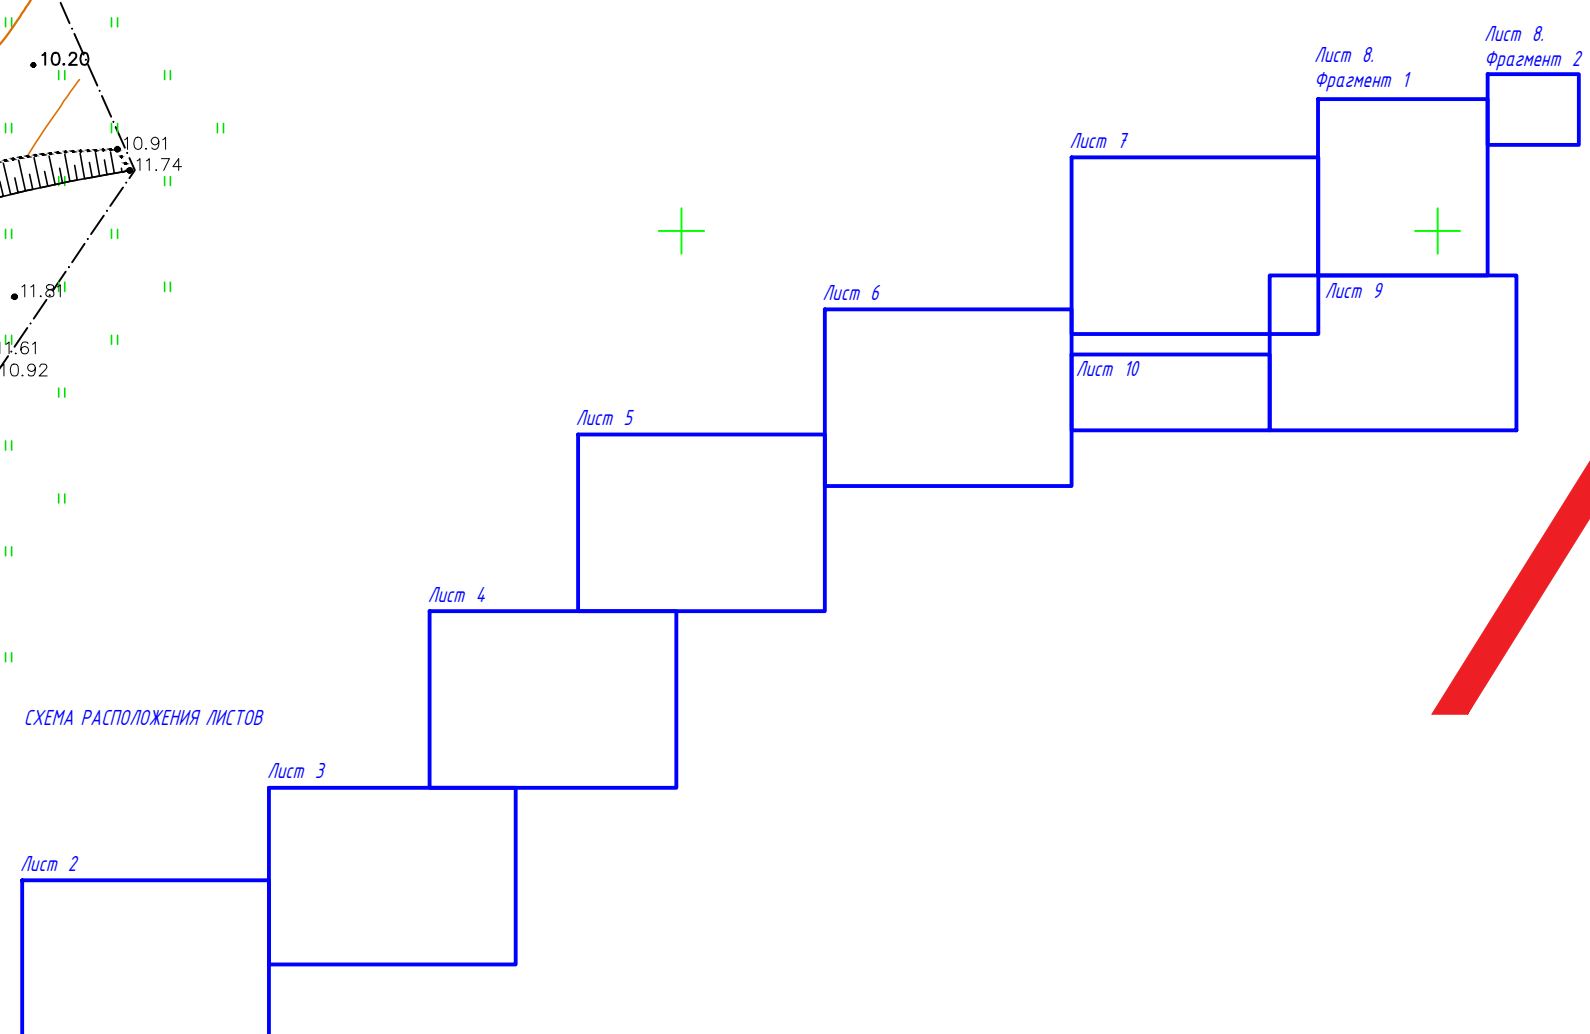 Лист 8.
Фрагмент 2
Лист 8.
Фрагмент 1
10.20
Лист 7
10.91
11.74
11.81
Лист 9
Лист 6
11.61
10.92
Лист 10
Лист 5
Лист 4
СХЕМА РАСПОЛОЖЕНИЯ ЛИСТОВ
Лист 3
Лист 2